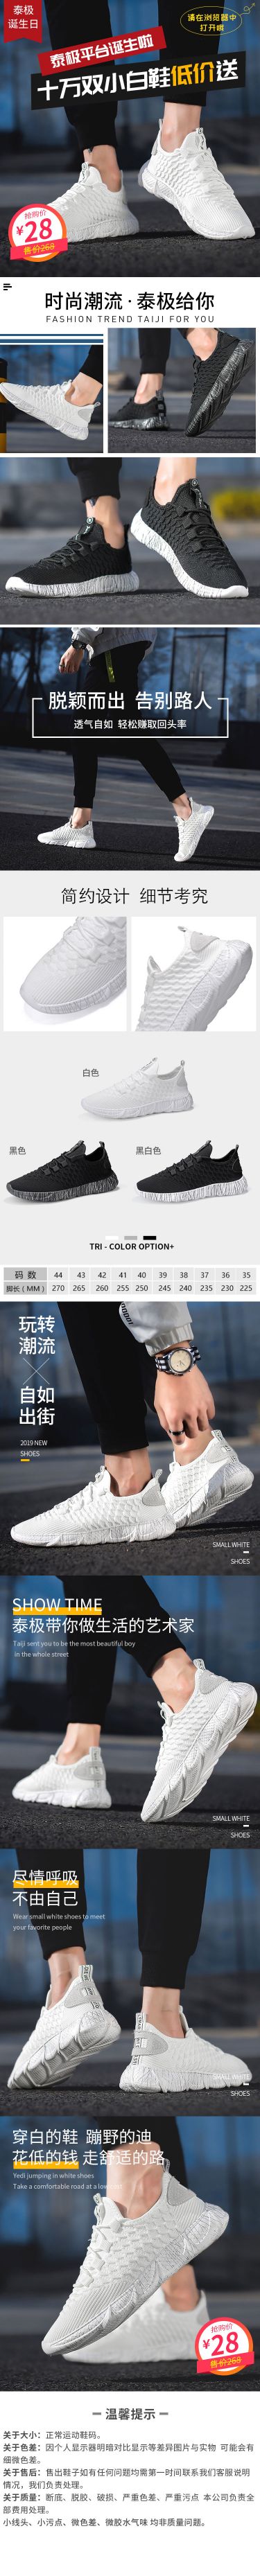 泰极
诞生日
请在浏览器中
打开哦
泰极平台诞生啦
十万双小白鞋低价送
抢购价
¥28
售价268
时尚潮流·泰极给你
FASHION TREND TAIJI FOR YOU
脱颖而出 告别路人
透气自如 轻松赚取回头率
简约设计 细节考究
白色
黑色
黑白色
TRI - COLOR OPTION+
码 数 44 43 42 41 40 39 38 37 36 35
脚长（MM） 270 265 260 255 250 245 240 235 230 225
玩转
潮流
自如
出街
2019 NEW
SHOES
SMALL WHITE
SHOES
SHOW TIME
泰极带你做生活的艺术家
Taiji sent you to be the most beautiful boy
in the whole street
SMALL WHITE
SHOES
尽情呼吸
不由自己
Wear small white shoes to meet
your favorite people
SMALL WHITE
SHOES
穿白的鞋 蹦野的迪
花低的钱 走舒适的路
Yedi jumping in white shoes
Take a comfortable road at a low
抢购价
¥28
售价268
温馨提示
关于大小：正常运动鞋码。
关于色差：因个人显示器明暗对比显示等差异图片与实物 可能会有
细微色差。
关于售后：售出鞋子如有任何问题均需第一时间联系我们客服说明
情况，我们负责处理。
关于质量：断底、脱胶、破损、严重色差、严重污点 本公司负责全
部费用处理。
小线头、小污点、微色差、微胶水气味 均非质量问题。